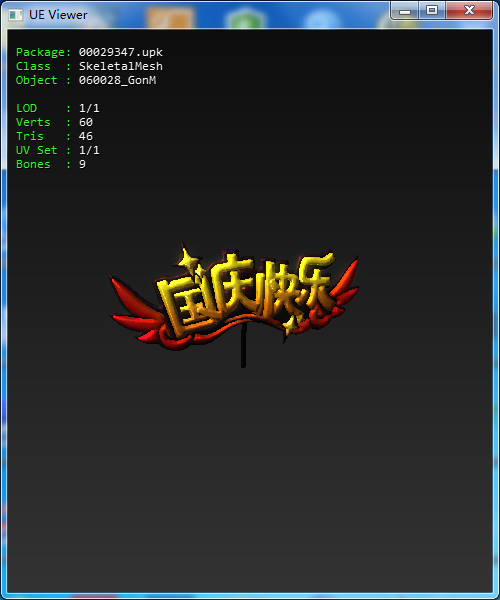 UE Viewer
Package: 00029347.upk
Class : SkeletalMesh
Object : 060028_GonM
LOD : 1/1
Verts : 60
Tris : 46
UV Set : 1/1
Bones : 9
国庆快乐